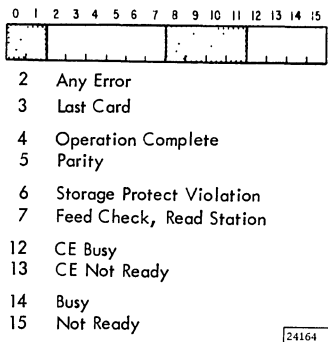 0 1 2 3 4 5 6 7 8 9 10 11 12 13 14 15
2 Any Error
3 Last Card
4 Operation Complete
5 Parity
6 Storage Protect Violation
7 Feed Check, Read Station
12 CE Busy
13 CE Not Ready
14 Busy
15 Not Ready
24164